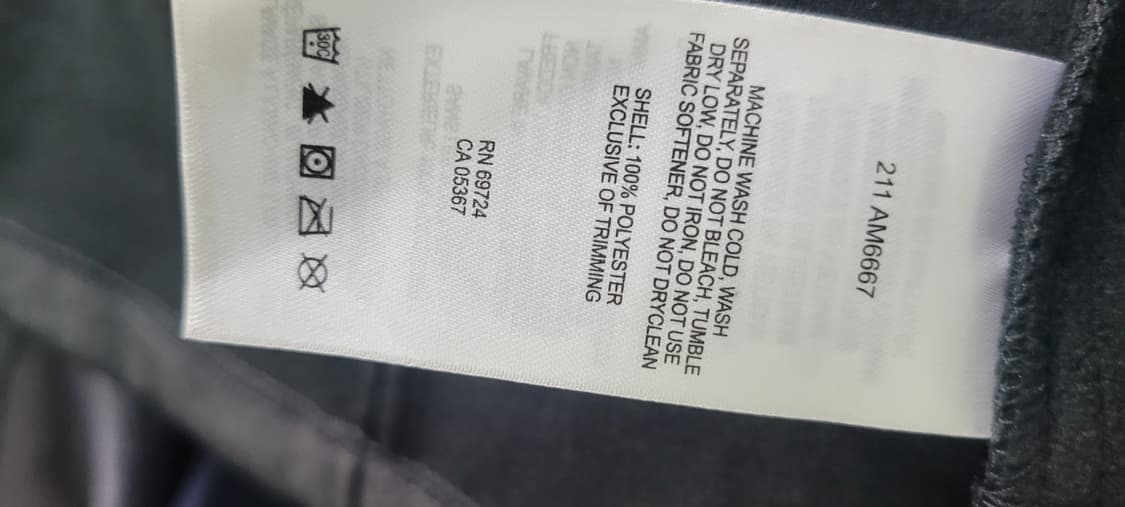 211 AM6667
MACHINE WASH COLD, WASH
SEPARATELY, DO NOT BLEACH, TUMBLE
DRY LOW, DO NOT IRON, DO NOT USE
FABRIC SOFTENER, DO NOT DRYCLEAN
SHELL: 100% POLYESTER
EXCLUSIVE OF TRIMMING
RN 69724
CA 05367
30C